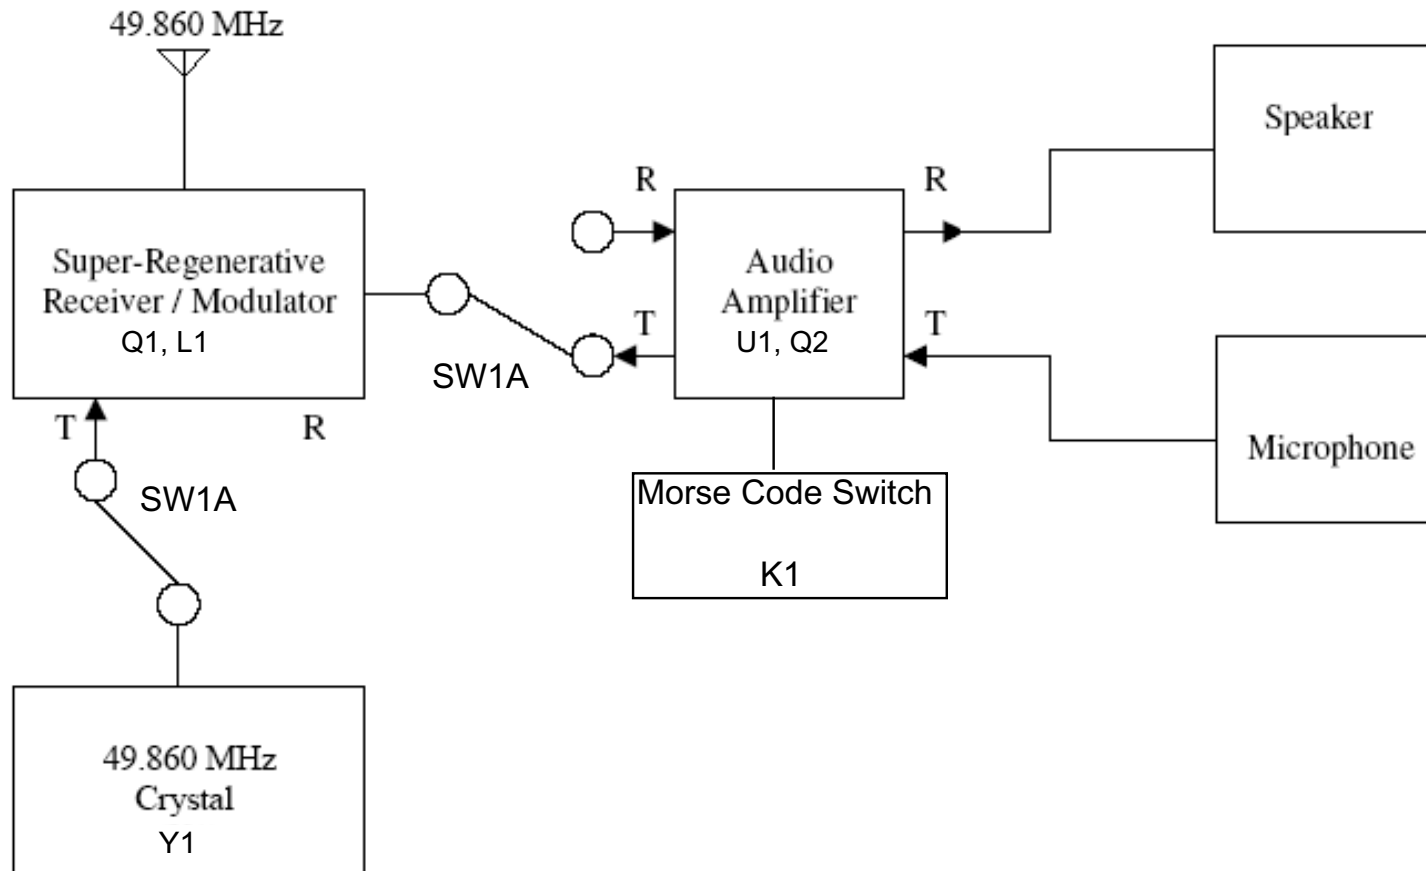 49.860 MHz
Speaker
R
R
Super-Regenerative
Receiver / Modulator
Q1, L1
Audio
Amplifier
U1, Q2
T
T
SW1A
T
R
Microphone
SW1A
Morse Code Switch
K1
49.860 MHz
Crystal
Y1